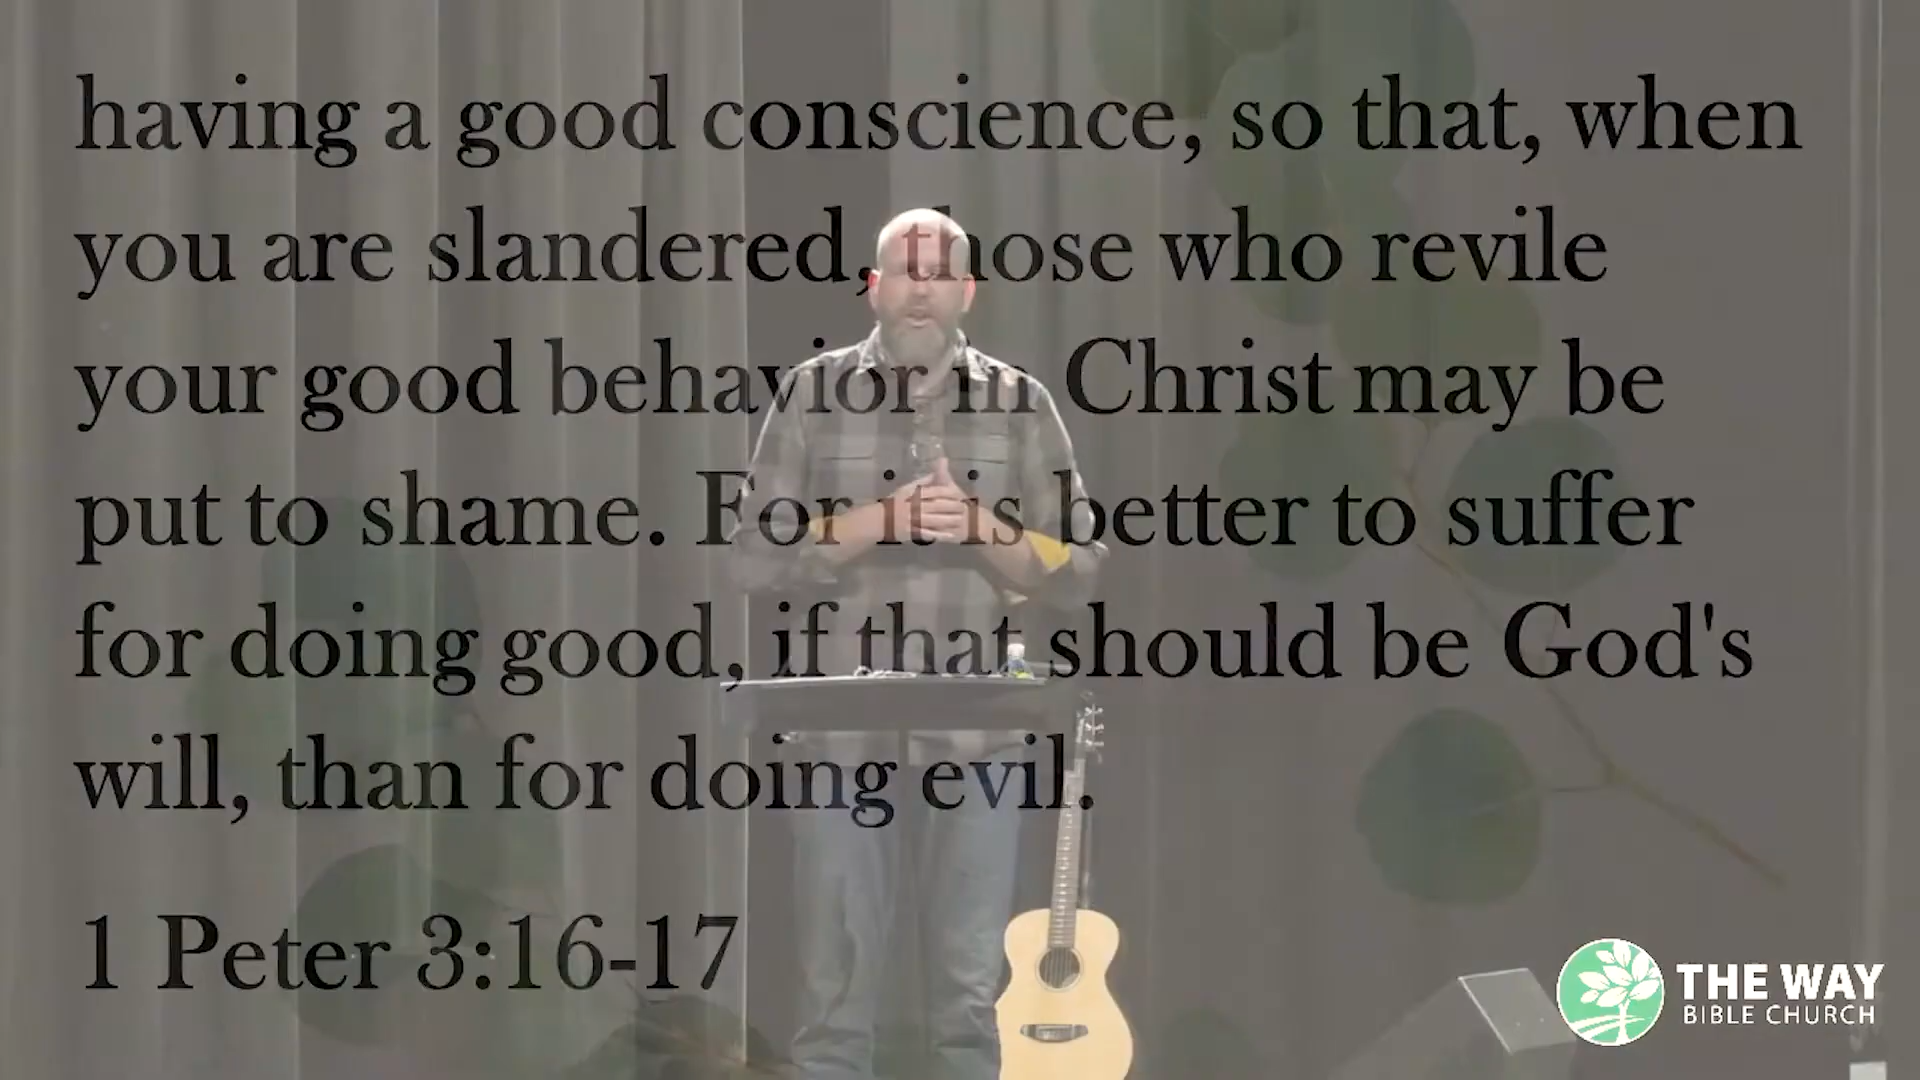 having a good conscience, so that, when
you are slandered, those who revile
your good behavior in Christ may be
put to shame. For it is better to suffer
for doing good, if that should be God's
will, than for doing evil.
1 Peter 3:16-17
THE WAY
BIBLE CHURCH